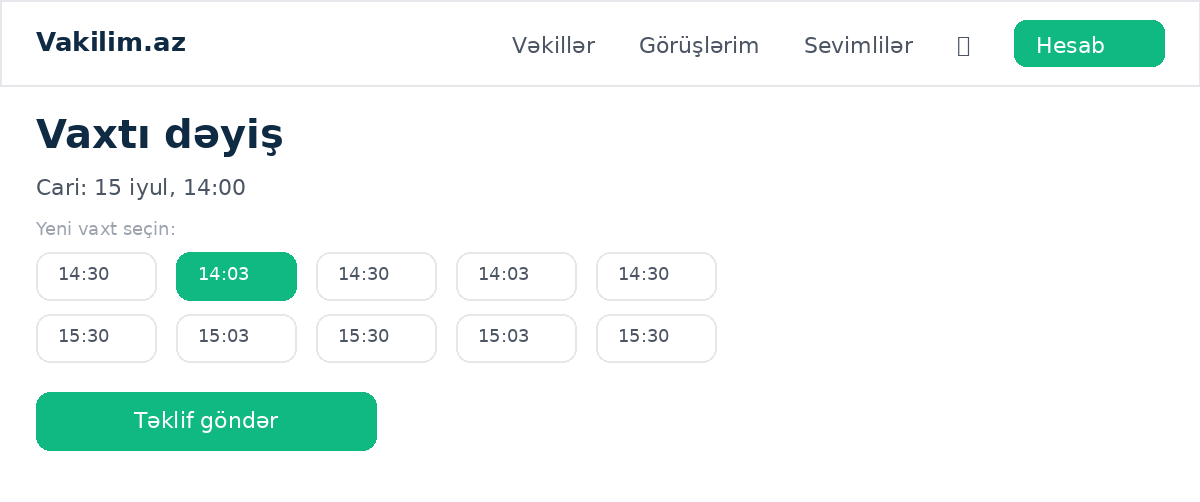 Vakilim.az Vəkillər Görüşlərim Sevimlilər Hesab
Vaxtı dəyiş
Cari: 15 iyul, 14:00
Yeni vaxt seçin:
14:30 14:03 14:30 14:03 14:30
15:30 15:03 15:30 15:03 15:30
Təklif göndər